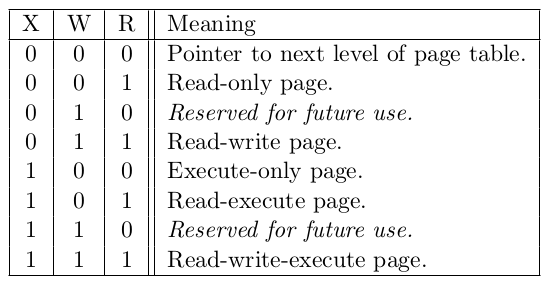 X W R Meaning
0 0 0 Pointer to next level of page table.
0 0 1 Read-only page.
0 1 0 Reserved for future use.
0 1 1 Read-write page.
1 0 0 Execute-only page.
1 0 1 Read-execute page.
1 1 0 Reserved for future use.
1 1 1 Read-write-execute page.